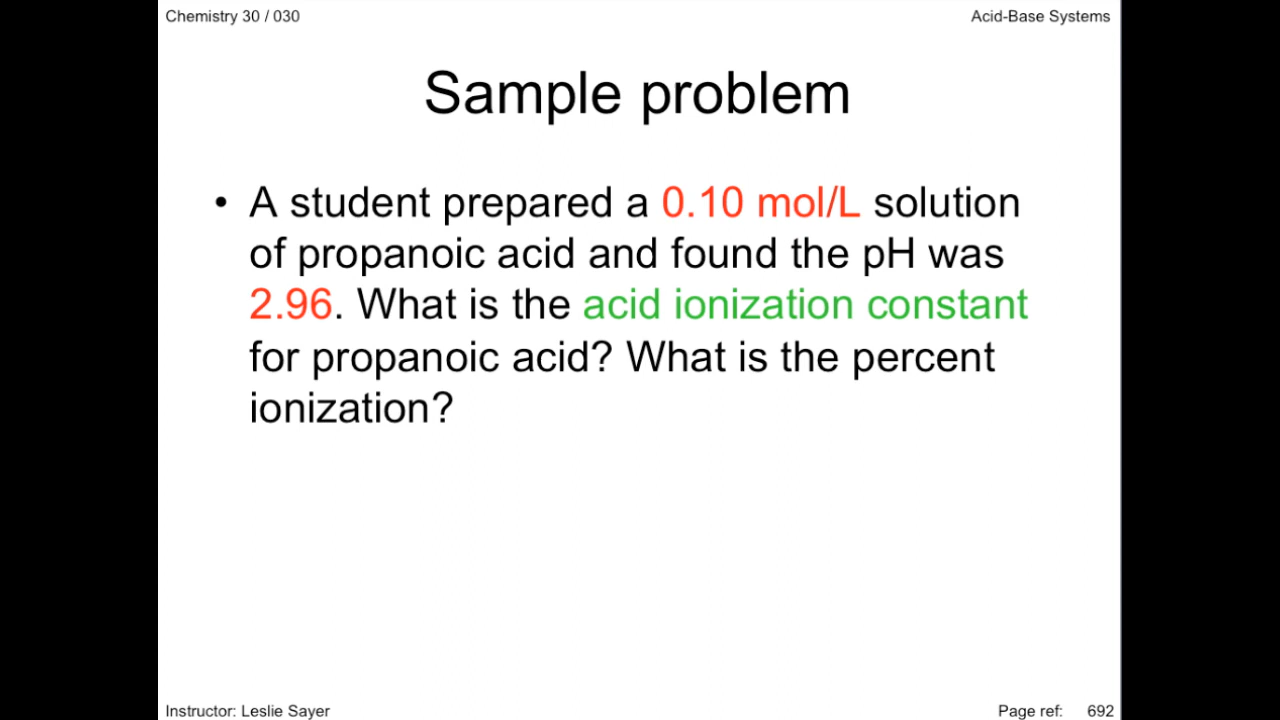 Chemistry 30 / 030
Acid-Base Systems
Sample problem
• A student prepared a 0.10 mol/L solution
of propanoic acid and found the pH was
2.96. What is the acid ionization constant
for propanoic acid? What is the percent
ionization?
Instructor: Leslie Sayer
Page ref: 692